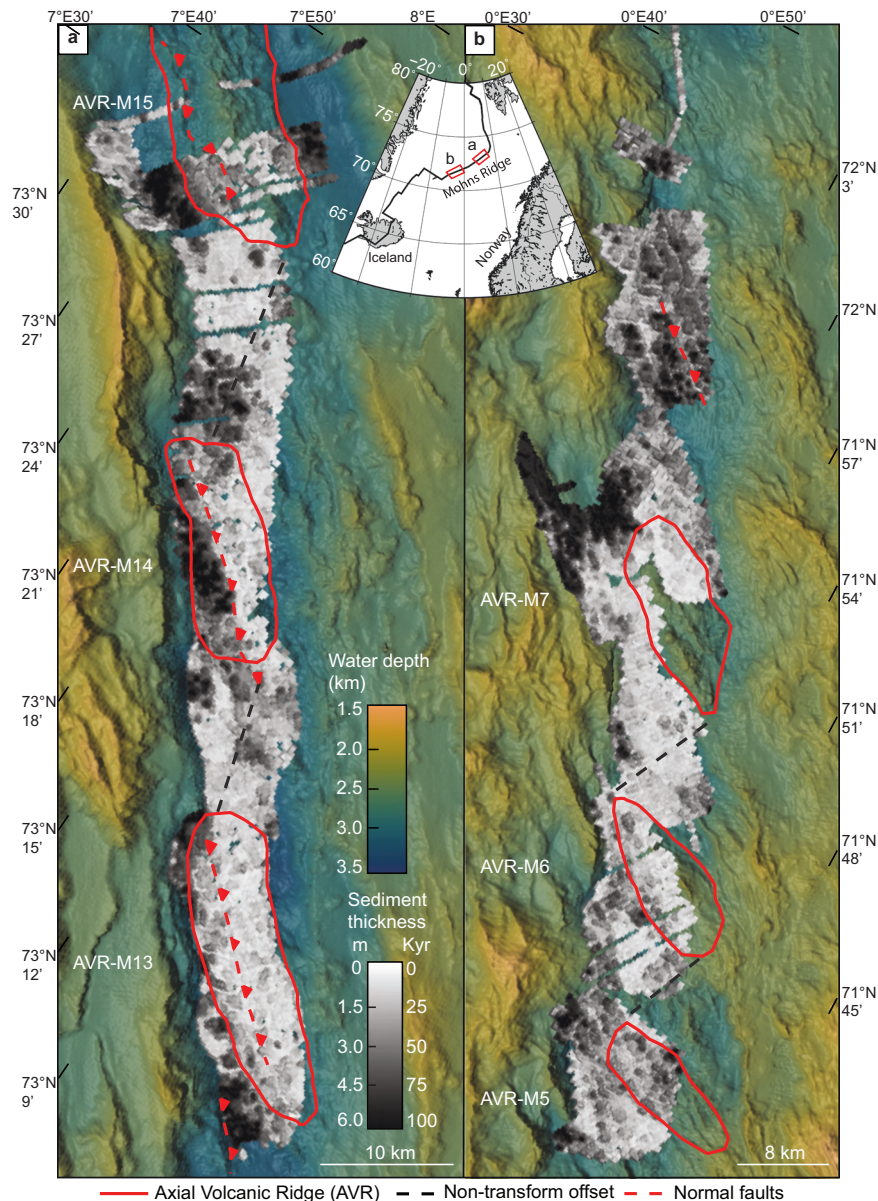 7°E30' 7°E40' 7°E50' 8°E 0°E30' 0°E40' 0°E50'
a
b
AVR-M15
73°N
30'
73°N
27'
73°N
24'
AVR-M14
73°N
21'
73°N
18'
73°N
15'
AVR-M13
73°N
12'
73°N
9'
−20° 0° 20°
80°
75°
70°
65°
60°
a
b
Mohns Ridge
Iceland
Norway
Water depth
(km)
1.5
2.0
2.5
3.0
3.5
Sediment
thickness
m Kyr
0 0
1.5 25
3.0 50
4.5 75
6.0 100
10 km
72°N
3'
72°N
71°N
57'
AVR-M7
71°N
54'
71°N
51'
AVR-M6
71°N
48'
71°N
45'
AVR-M5
8 km
Axial Volcanic Ridge (AVR) Non-transform offset Normal faults